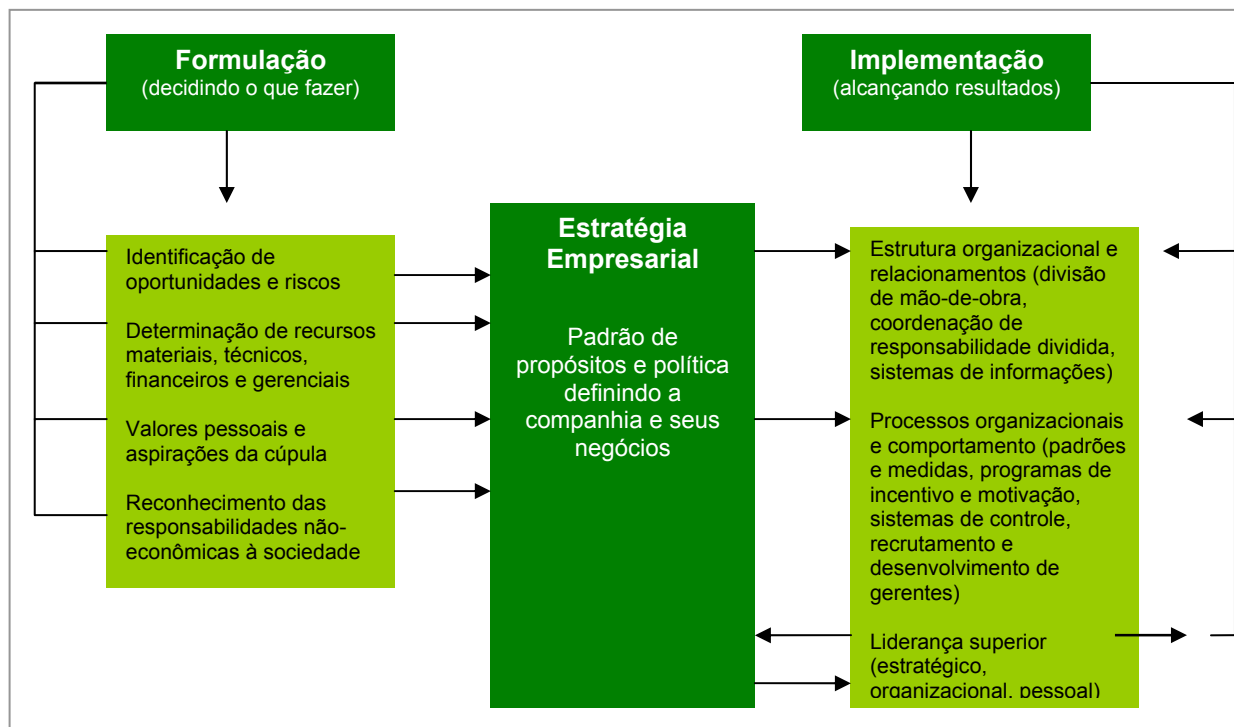 Formulação
(decidindo o que fazer)
Implementação
(alcançando resultados)
Identificação de
oportunidades e riscos
Determinação de recursos
materiais, técnicos,
financeiros e gerenciais
Valores pessoais e
aspirações da cúpula
Reconhecimento das
responsabilidades não-
econômicas à sociedade
Estratégia
Empresarial
Padrão de
propósitos e política
definindo a
companhia e seus
negócios
Estrutura organizacional e
relacionamentos (divisão
de mão-de-obra,
coordenação de
responsabilidade dividida,
sistemas de informações)
Processos organizacionais
e comportamento (padrões
e medidas, programas de
incentivo e motivação,
sistemas de controle,
recrutamento e
desenvolvimento de
gerentes)
Liderança superior
(estratégico,
organizacional, pessoal)